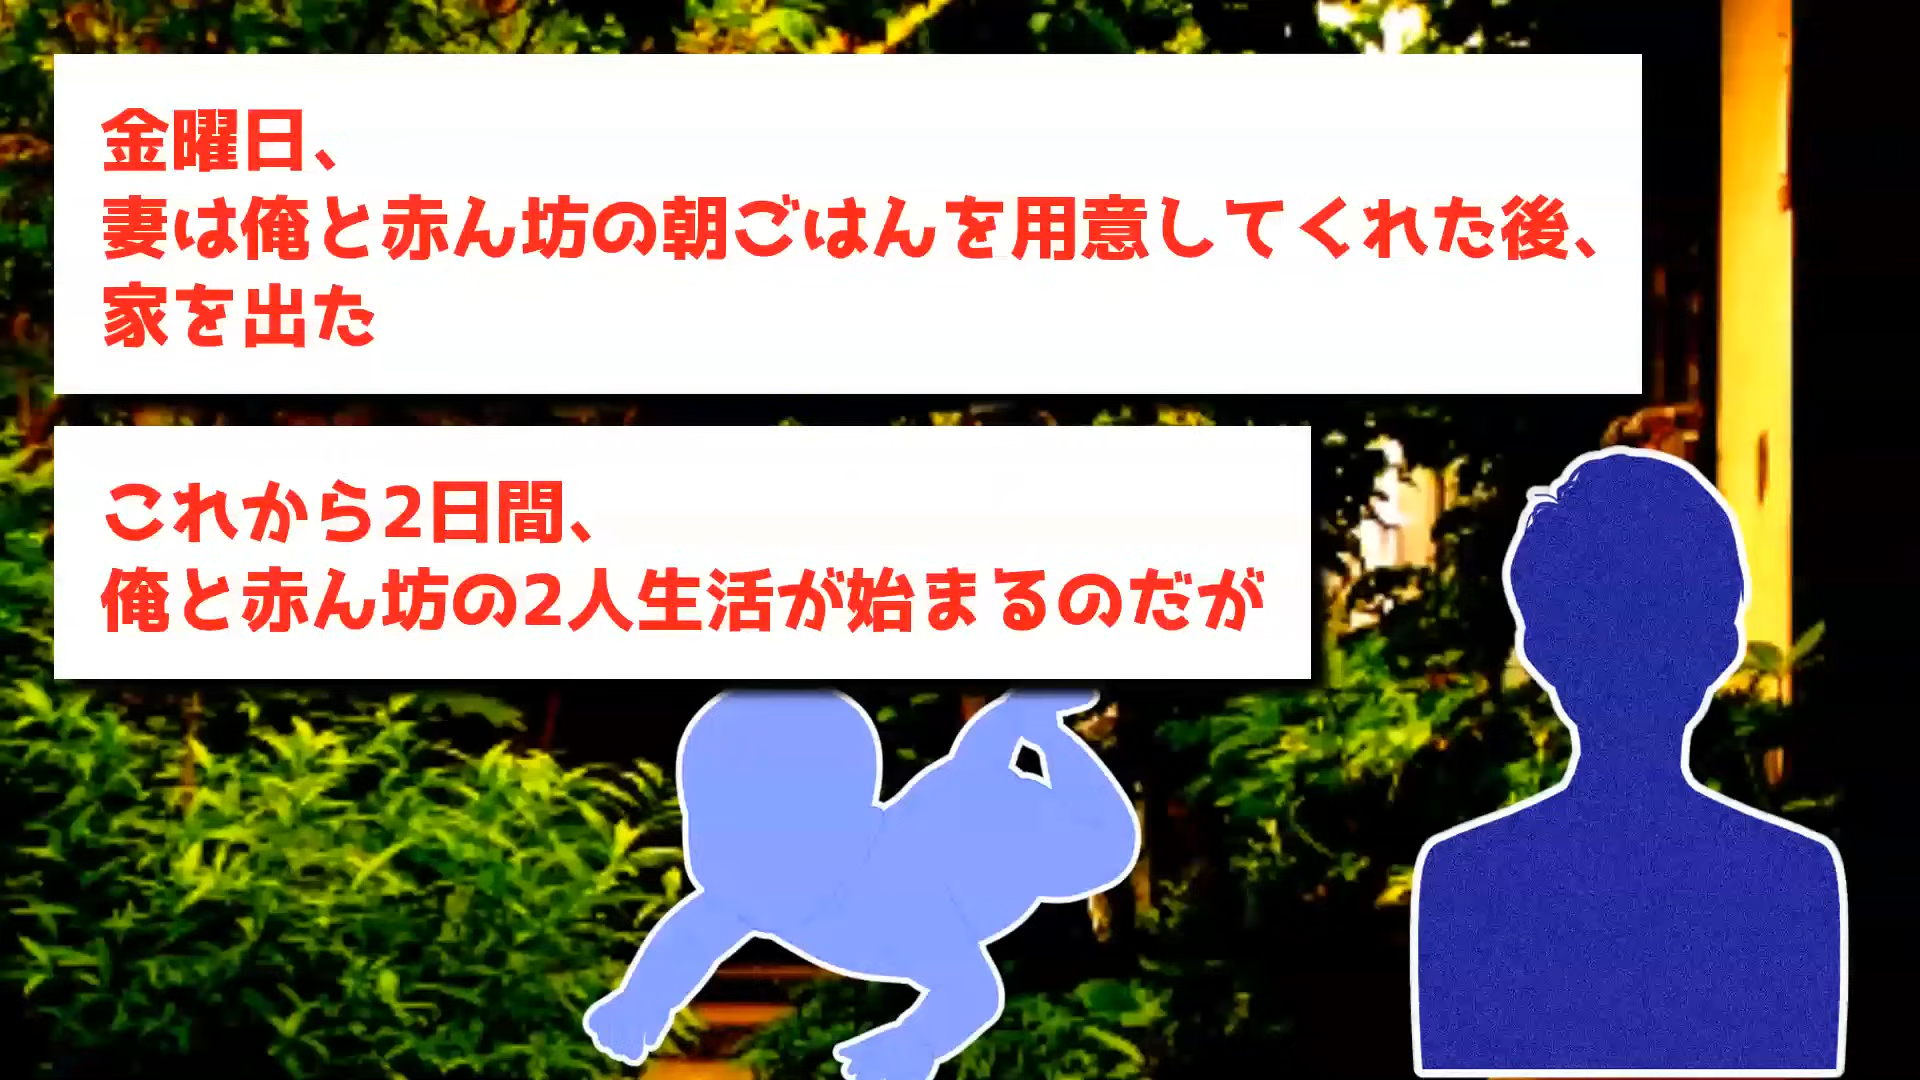 金曜日、
妻は俺と赤ん坊の朝ごはんを用意してくれた後、
家を出た
これから2日間、
俺と赤ん坊の2人生活が始まるのだが